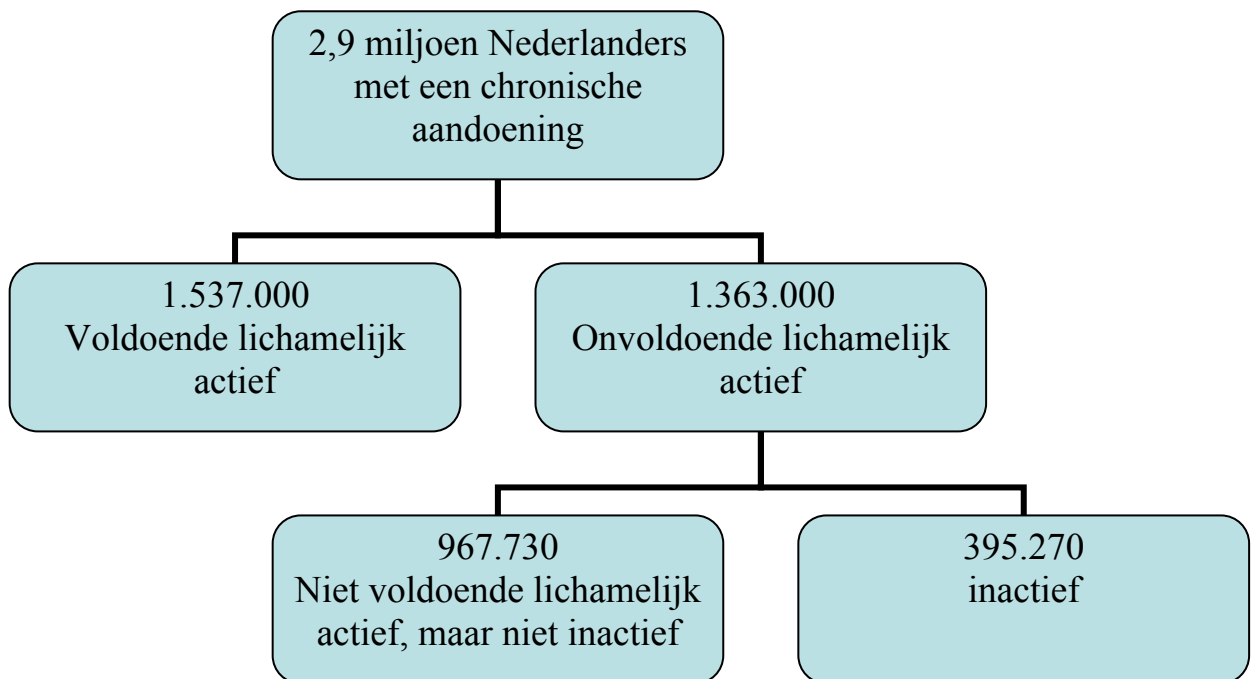 2,9 miljoen Nederlanders
met een chronische
aandoening
1.537.000
Voldoende lichamelijk
actief
1.363.000
Onvoldoende lichamelijk
actief
967.730
Niet voldoende lichamelijk
actief, maar niet inactief
395.270
inactief